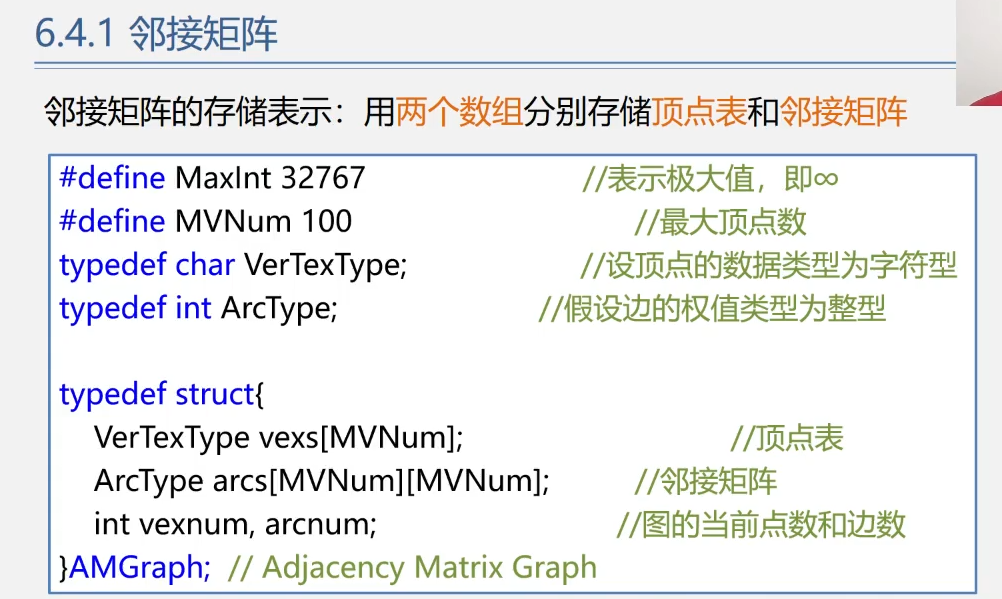 6.4.1 邻接矩阵
邻接矩阵的存储表示：用两个数组分别存储顶点表和邻接矩阵
#define MaxInt 32767 //表示极大值，即∞
#define MVNum 100 //最大顶点数
typedef char VerTexType; //设顶点的数据类型为字符型
typedef int ArcType; //假设边的权值类型为整型
typedef struct{
VerTexType vexs[MVNum]; //顶点表
ArcType arcs[MVNum][MVNum]; //邻接矩阵
int vexnum, arcnum; //图的当前点数和边数
}AMGraph; // Adjacency Matrix Graph